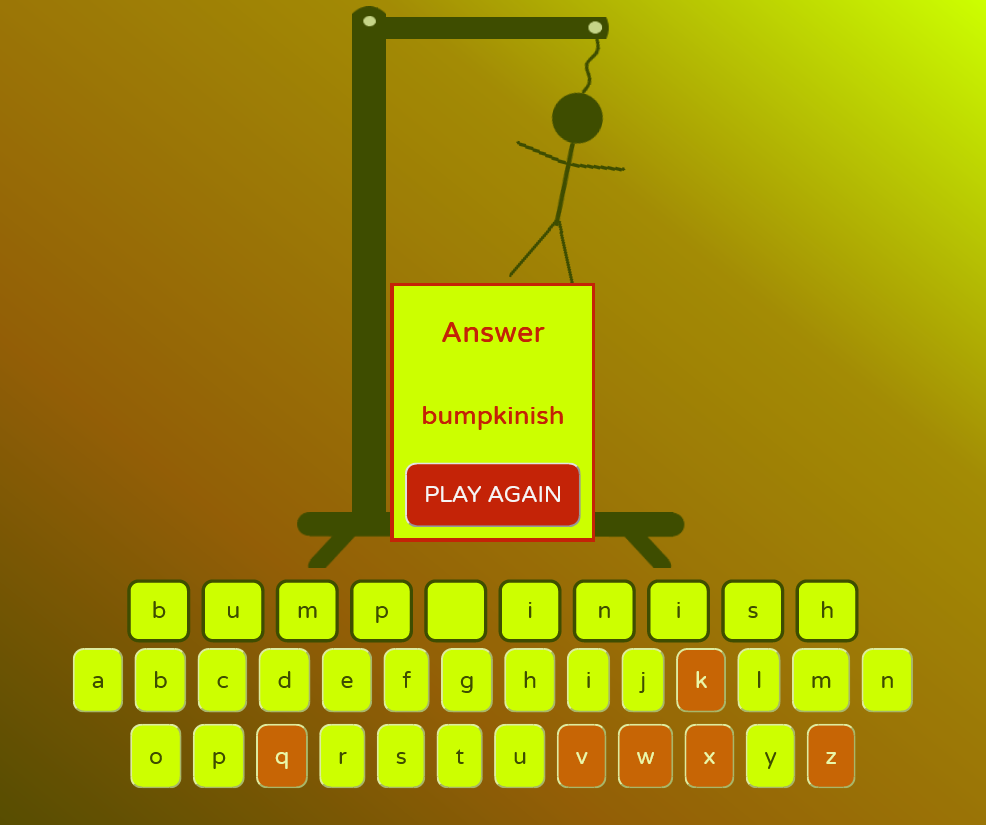 Answer
bumpkinish
PLAY AGAIN
b u m p i n i s h
a b c d e f g h i j k l m n
o p q r s t u v w x y z